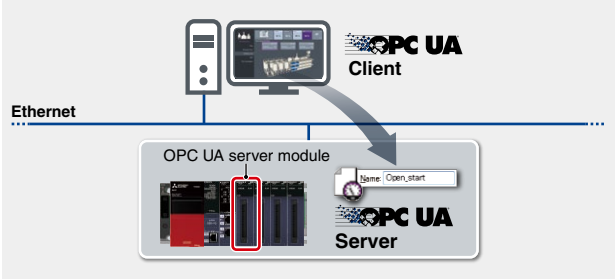 OPC UA
Client
Ethernet
OPC UA server module
Name: Open_start
OPC UA
Server